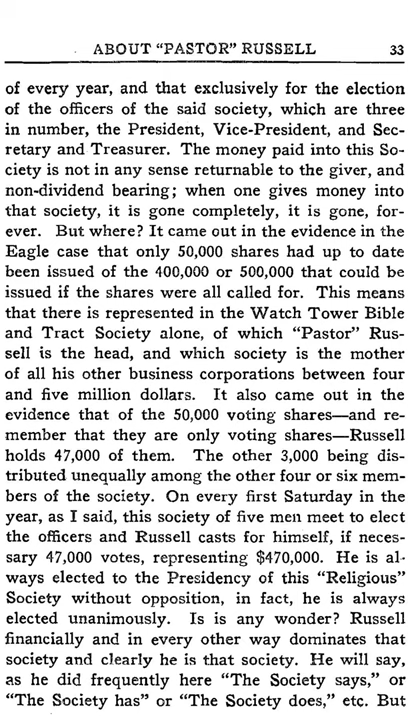 ABOUT “PASTOR” RUSSELL 33
of every year, and that exclusively for the election
of the officers of the said society, which are three
in number, the President, Vice-President, and Sec-
retary and Treasurer. The money paid into this So-
ciety is not in any sense returnable to the giver, and
non-dividend bearing; when one gives money into
that society, it is gone completely, it is gone, for-
ever. But where? It came out in the evidence in the
Eagle case that only 50,000 shares had up to date
been issued of the 400,000 or 500,000 that could be
issued if the shares were all called for. This means
that there is represented in the Watch Tower Bible
and Tract Society alone, of which “Pastor” Rus-
sell is the head, and which society is the mother
of all his other business corporations between four
and five million dollars. It also came out in the
evidence that of the 50,000 voting shares—and re-
member that they are only voting shares—Russell
holds 47,000 of them. The other 3,000 being dis-
tributed unequally among the other four or six mem-
bers of the society. On every first Saturday in the
year, as I said, this society of five men meet to elect
the officers and Russell casts for himself, if neces-
sary 47,000 votes, representing $470,000. He is al-
ways elected to the Presidency of this “Religious”
Society without opposition, in fact, he is always
elected unanimously. Is is any wonder? Russell
financially and in every other way dominates that
society and clearly he is that society. He will say,
as he did frequently here “The Society says,” or
“The Society has” or “The Society does,” etc. But